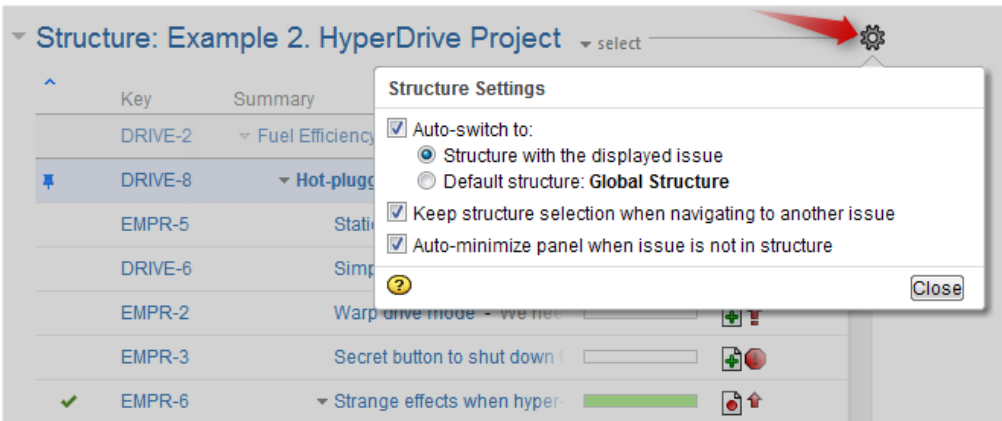 Structure: Example 2. HyperDrive Project select
Key Summary
Structure Settings
DRIVE-2 Fuel Efficiency
Auto-switch to:
Structure with the displayed issue
DRIVE-8 Hot-plugg
Default structure: Global Structure
EMPR-5 Stati
Keep structure selection when navigating to another issue
Auto-minimize panel when issue is not in structure
DRIVE-6 Simp
?
Close
EMPR-2 Warp drive mode - We nee
EMPR-3 Secret button to shut down
EMPR-6 Strange effects when hyper-